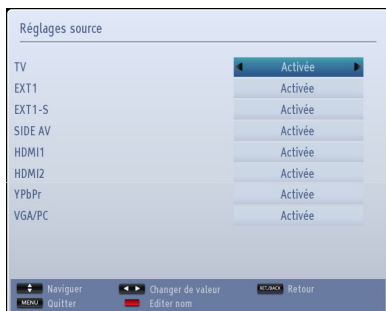 Réglages source
TV Activée
EXT1 Activée
EXT1-S Activée
SIDE AV Activée
HDMI1 Activée
HDMI2 Activée
YPbPr Activée
VGA/PC Activée
Naviguer Changer de valeur RET./BACK Retour
MENU Quitter Editer nom